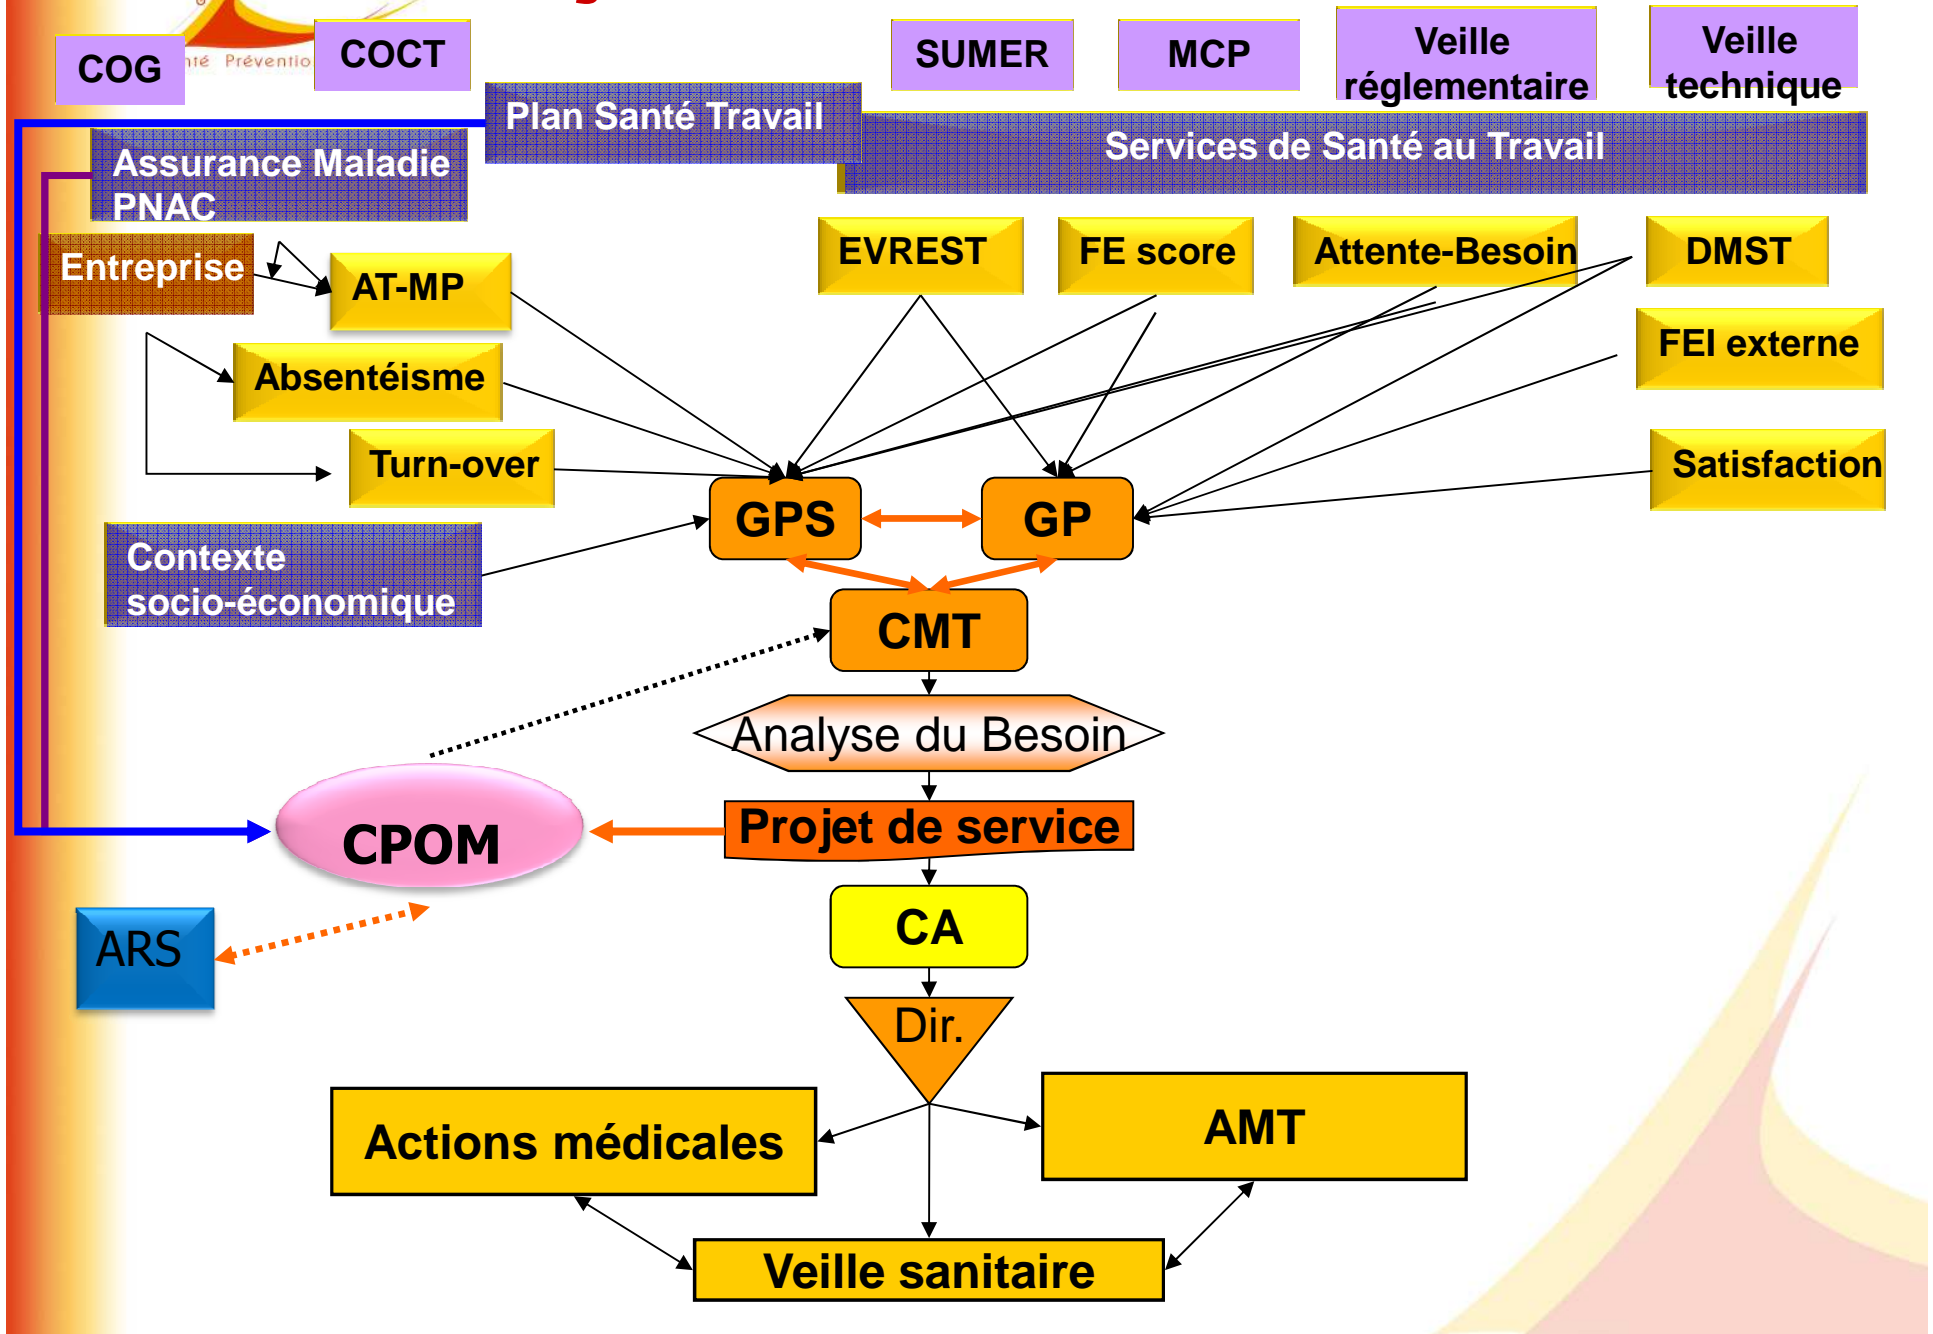 COG
COCT
SUMER
MCP
Veille
réglementaire
Veille
technique
Préventio
Plan Santé Travail
Services de Santé au Travail
Assurance Maladie
PNAC
Entreprise
AT-MP
EVREST
FE score
Attente-Besoin
DMST
FEI externe
Absentéisme
Turn-over
Satisfaction
GPS
GP
Contexte
socio-économique
CMT
Analyse du Besoin
Projet de service
CPOM
CA
ARS
Dir.
Actions médicales
AMT
Veille sanitaire